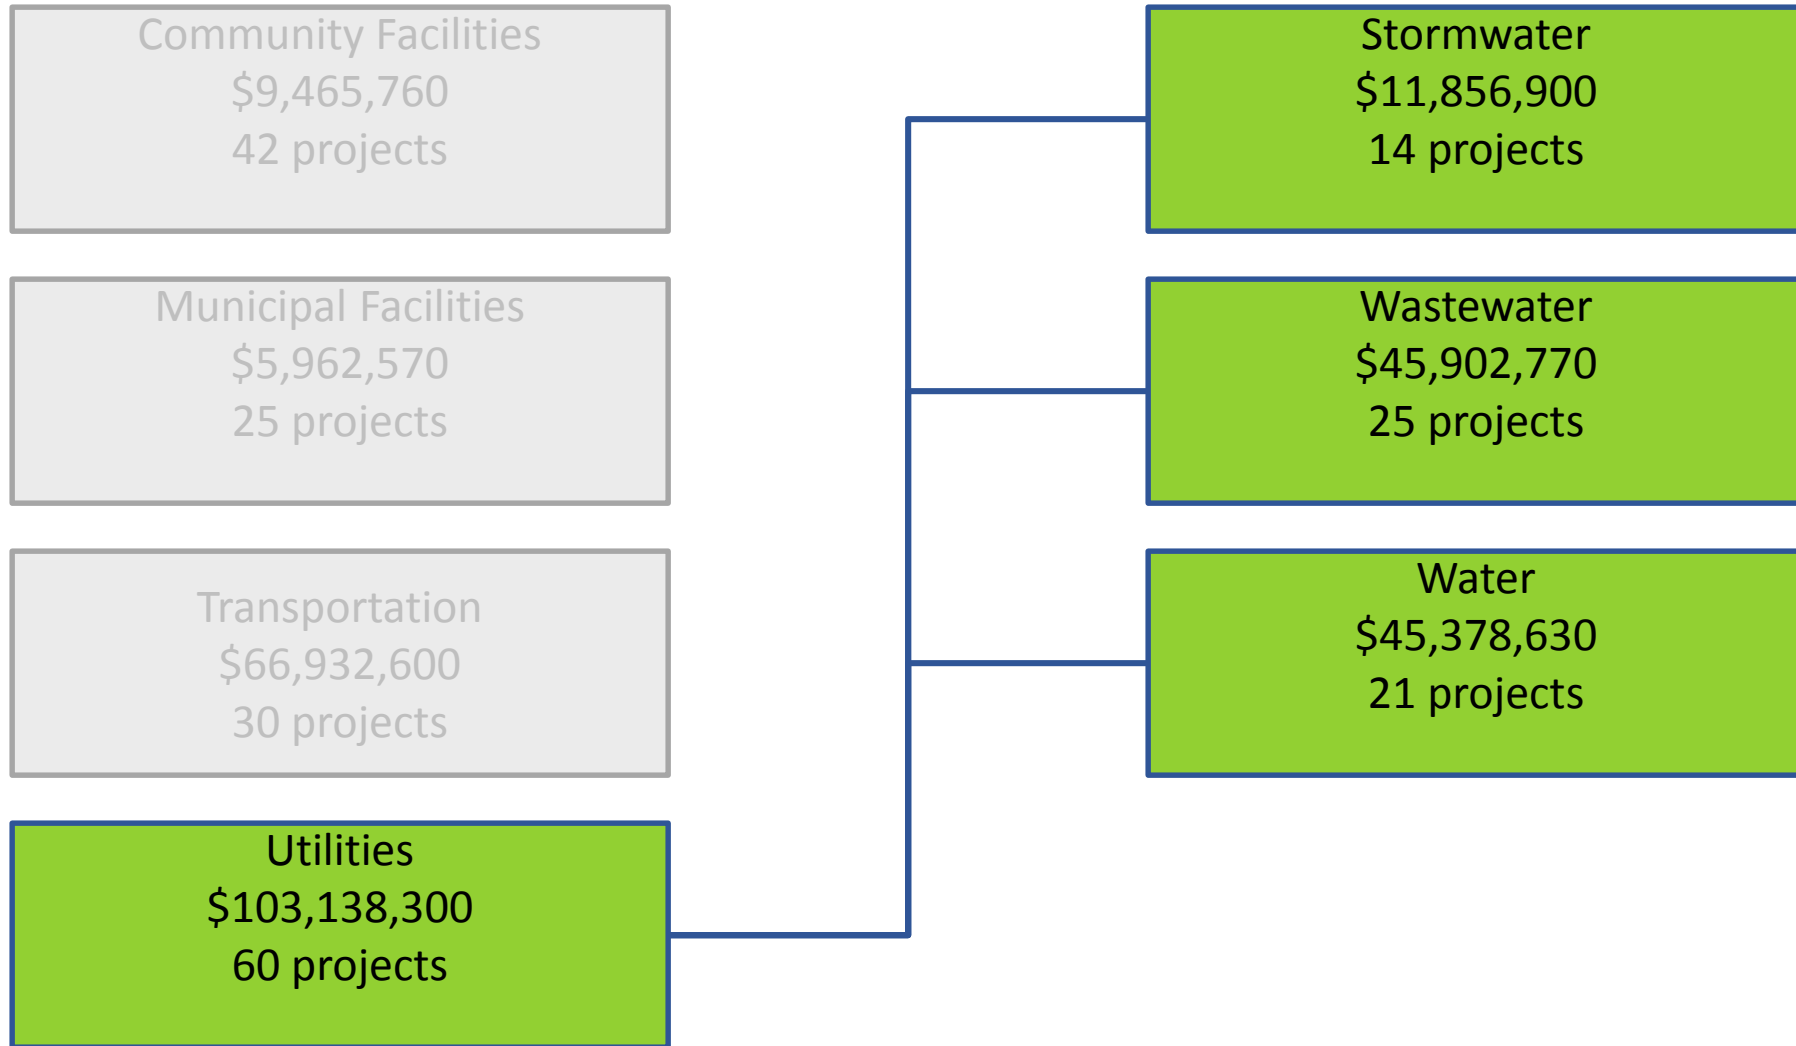 Community Facilities
$9,465,760
42 projects
Municipal Facilities
$5,962,570
25 projects
Transportation
$66,932,600
30 projects
Utilities
$103,138,300
60 projects
Stormwater
$11,856,900
14 projects
Wastewater
$45,902,770
25 projects
Water
$45,378,630
21 projects